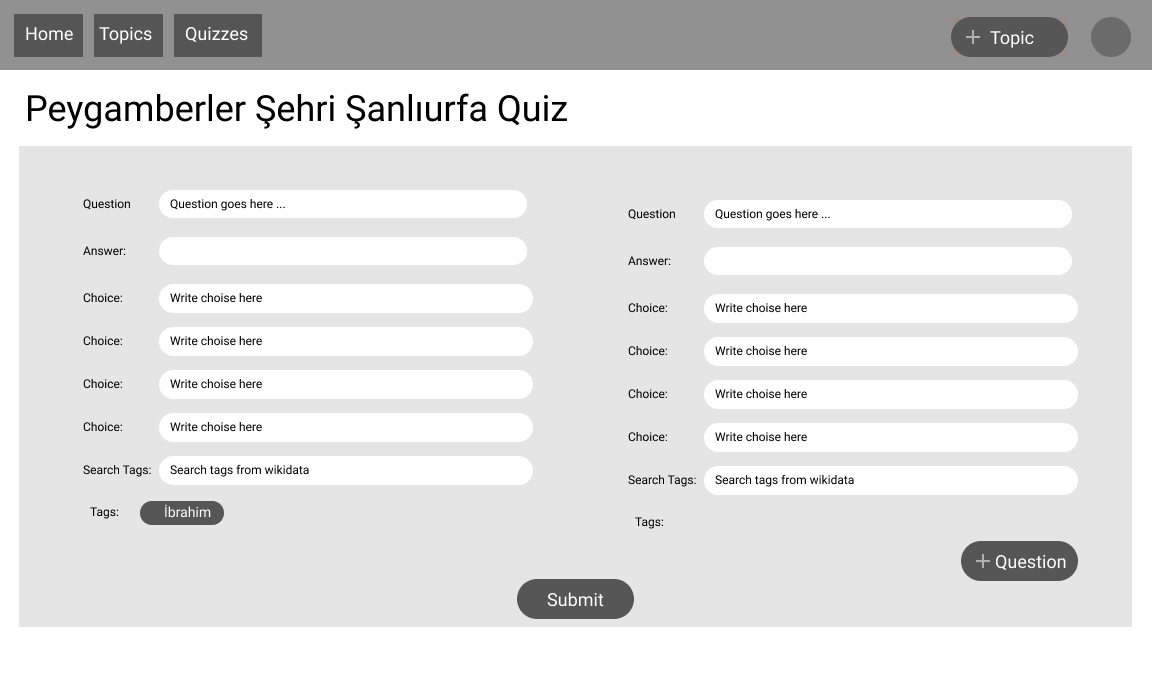 Home Topics Quizzes + Topic
Peygamberler Şehri Şanlıurfa Quiz
Question Question goes here ...
Answer:
Choice: Write choise here
Choice: Write choise here
Choice: Write choise here
Choice: Write choise here
Search Tags: Search tags from wikidata
Tags: İbrahim
Question Question goes here ...
Answer:
Choice: Write choise here
Choice: Write choise here
Choice: Write choise here
Choice: Write choise here
Search Tags: Search tags from wikidata
Tags:
+ Question
Submit